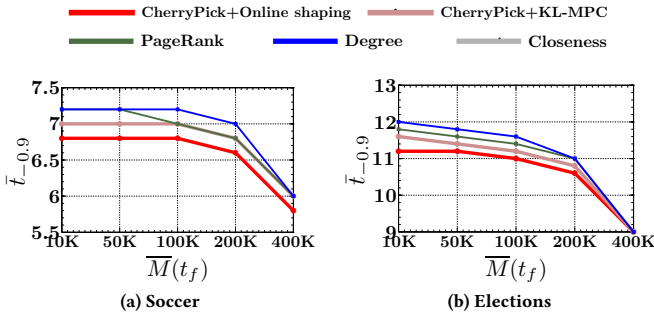 CherryPick+Online shaping CherryPick+KL-MPC
PageRank Degree Closeness
7.5
7
6.5
6
5.5
t̄−0.9
10K 50K 100K 200K 400K
M̅(t_f)
(a) Soccer
13
12
11
10
9
t̄−0.9
10K 50K 100K 200K 400K
M̅(t_f)
(b) Elections